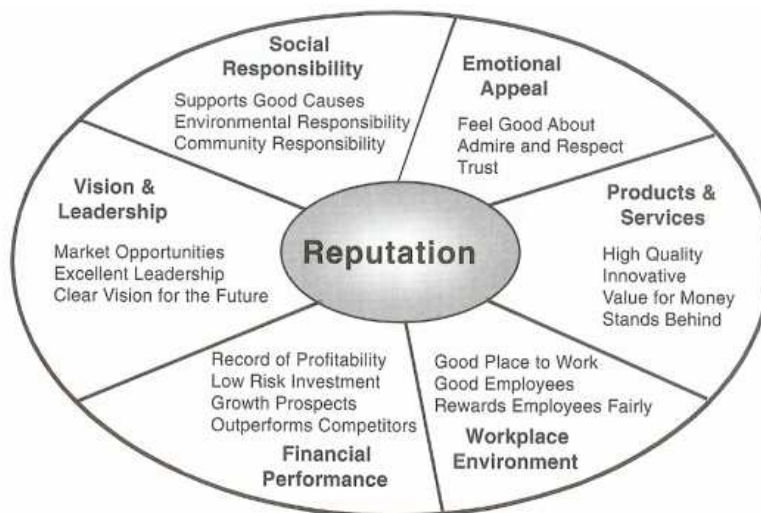 Social
Responsibility
Supports Good Causes
Environmental Responsibility
Community Responsibility
Emotional
Appeal
Feel Good About
Admire and Respect
Trust
Vision &
Leadership
Market Opportunities
Excellent Leadership
Clear Vision for the Future
Reputation
Products &
Services
High Quality
Innovative
Value for Money
Stands Behind
Record of Profitability
Low Risk Investment
Growth Prospects
Outperforms Competitors
Financial
Performance
Good Place to Work
Good Employees
Rewards Employees Fairly
Workplace
Environment